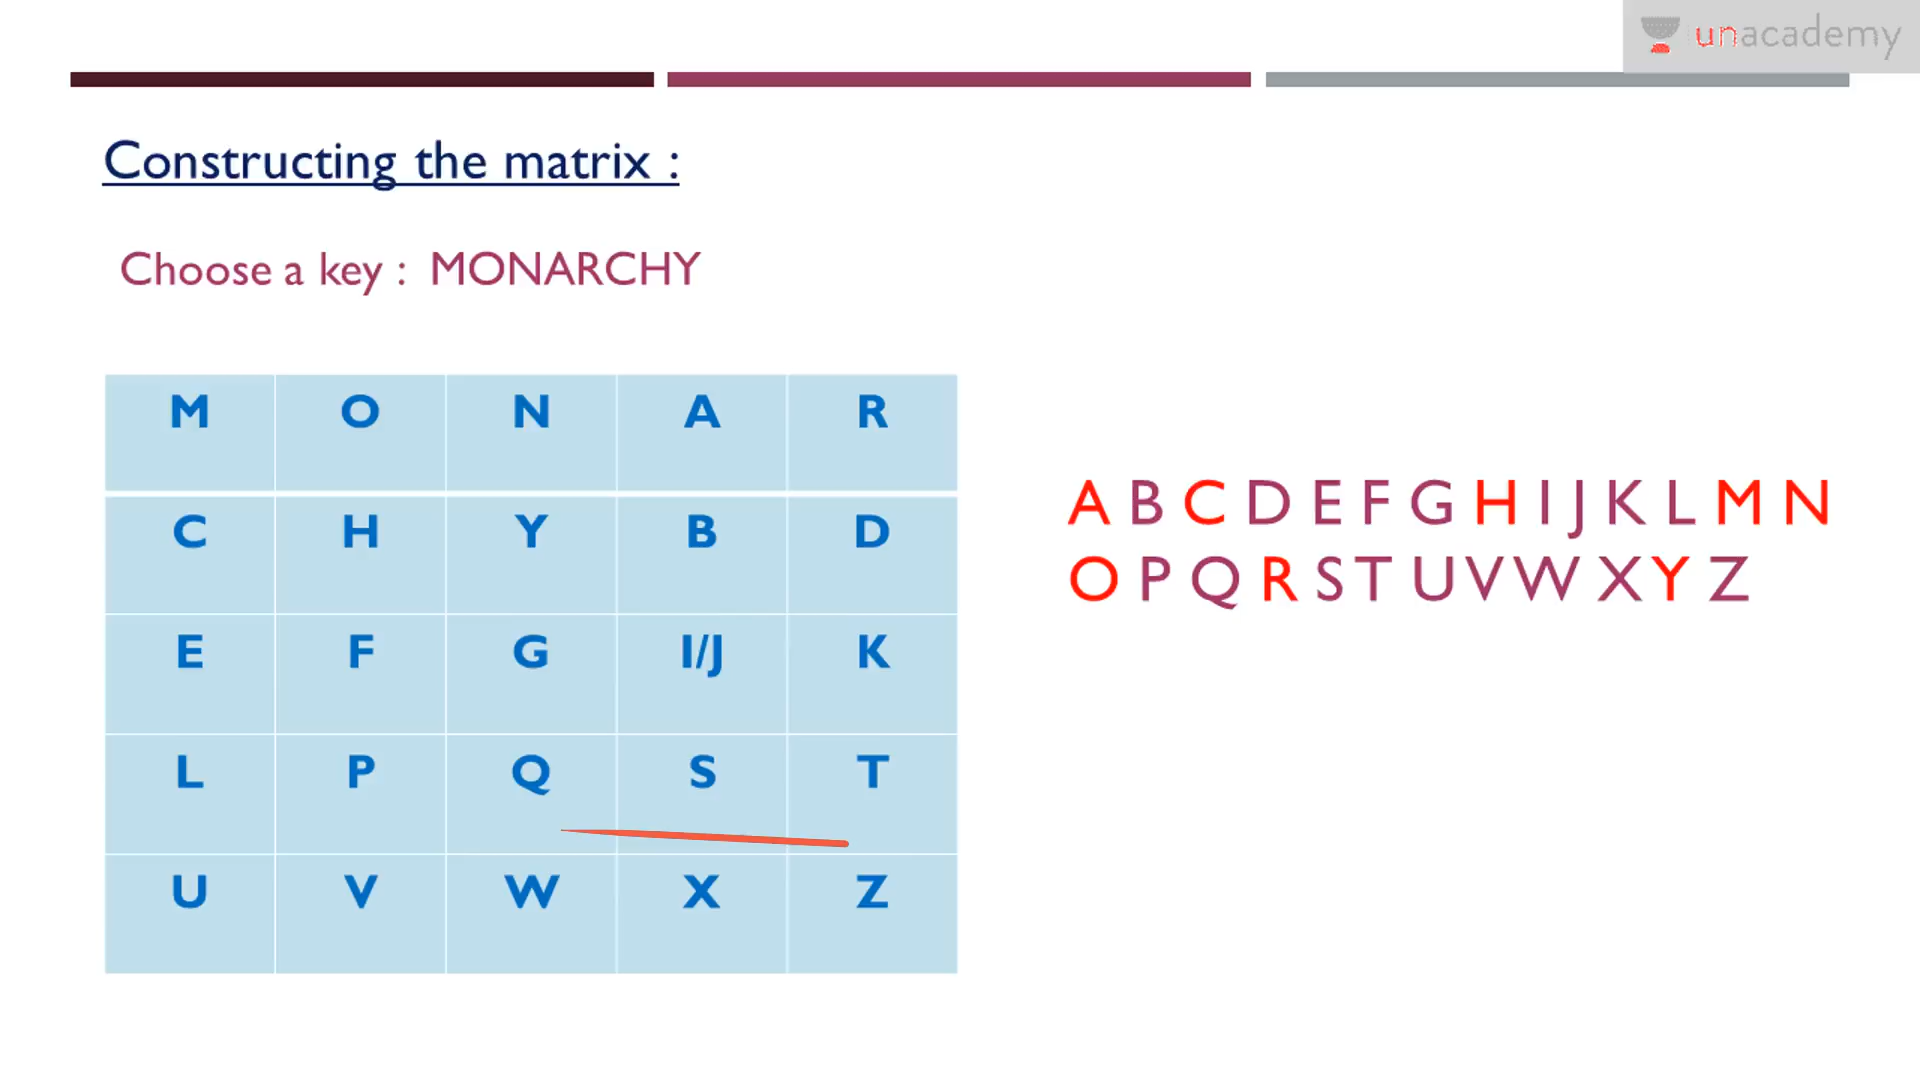 unacademy
Constructing the matrix :
Choose a key : MONARCHY
M O N A R
C H Y B D
E F G I/J K
L P Q S T
U V W X Z
A B C D E F G H I J K L M N
O P Q R S T U V W X Y Z